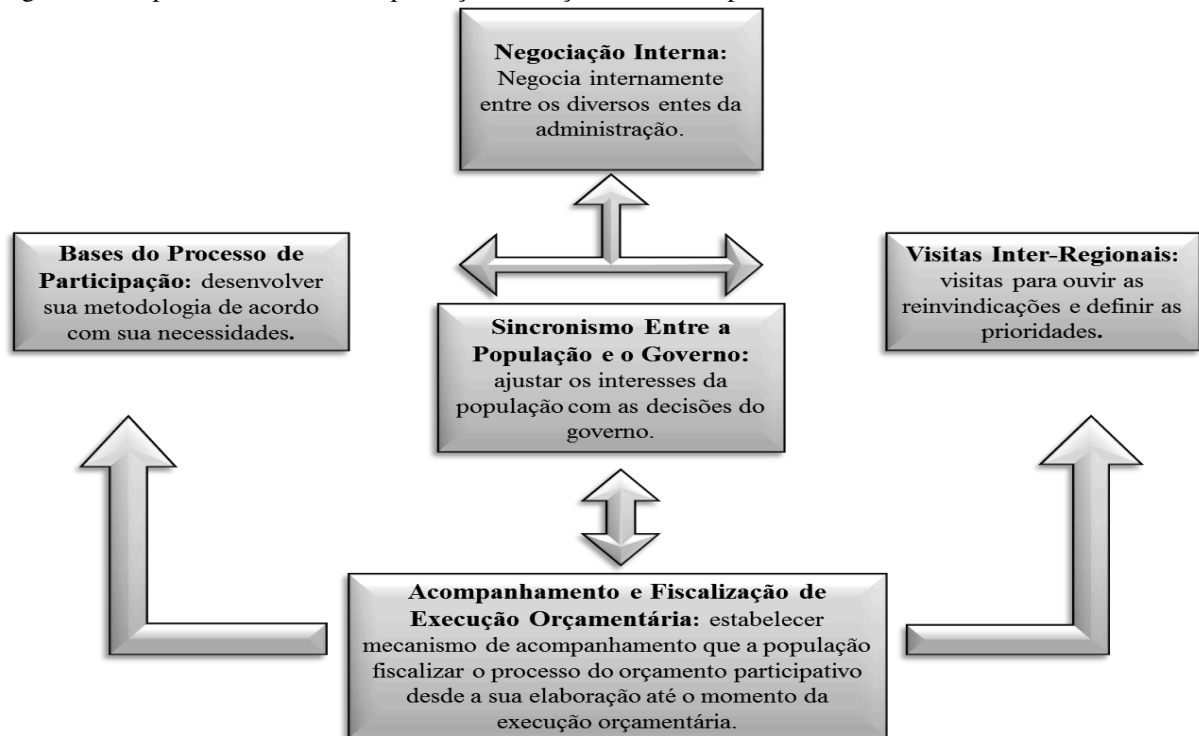 Negociação Interna:
Negocia internamente
entre os diversos entes da
administração.
Bases do Processo de
Participação: desenvolver
sua metodologia de acordo
com sua necessidades.
Visitas Inter-Regionais:
visitas para ouvir as
reinvindicações e definir as
prioridades.
Sincronismo Entre a
População e o Governo:
ajustar os interesses da
população com as decisões do
governo.
Acompanhamento e Fiscalização de
Execução Orçamentária: estabelecer
mecanismo de acompanhamento que a população
fiscalizar o processo do orçamento participativo
desde a sua elaboração até o momento da
execução orçamentária.